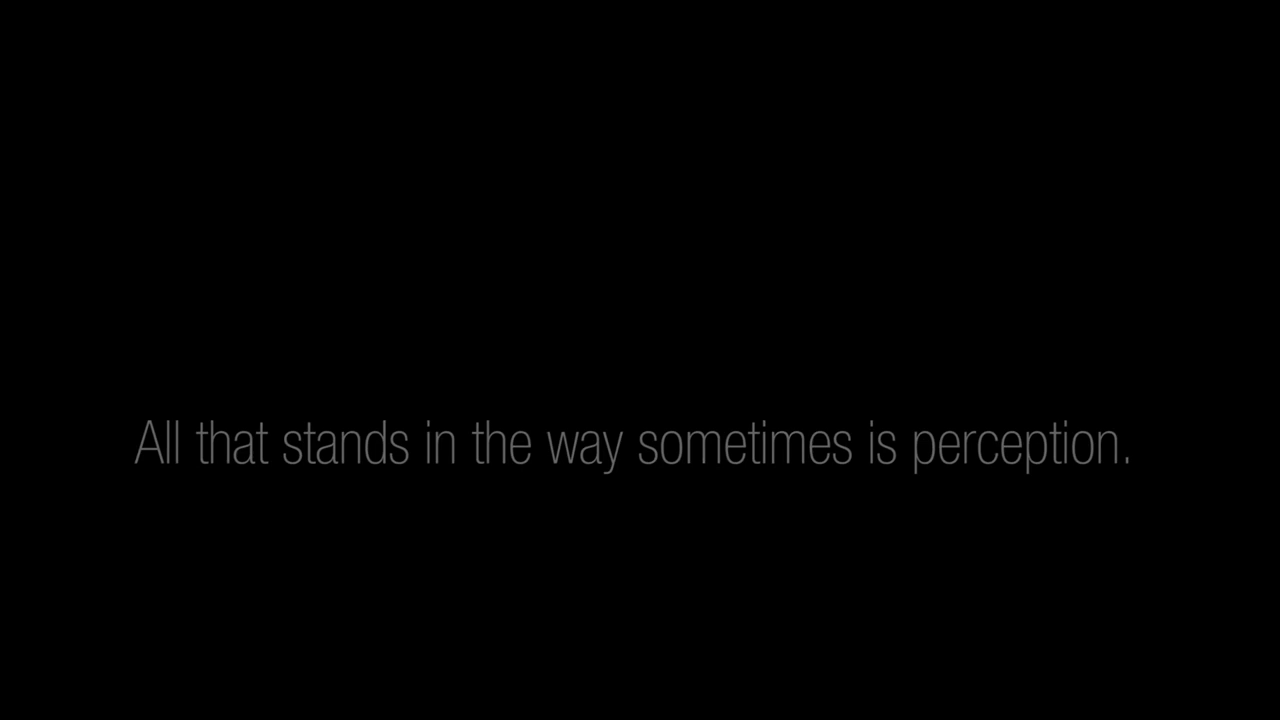 All that stands in the way sometimes is perception.